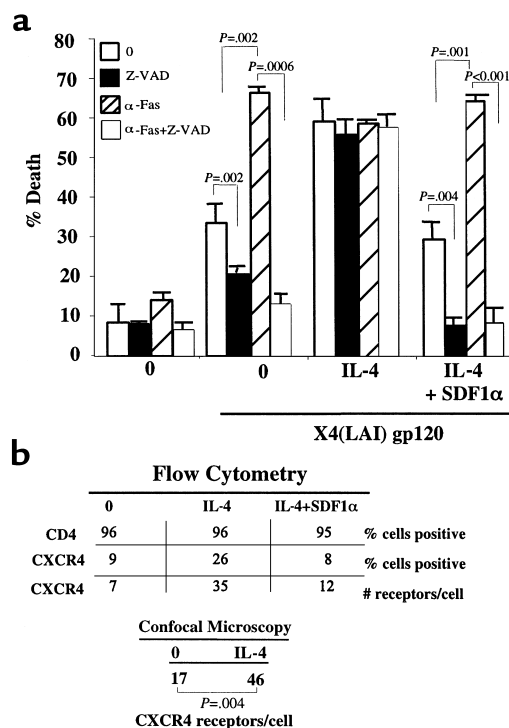 a
80
70
60
50
40
30
20
10
0
% Death
0
Z-VAD
α-Fas
α-Fas+Z-VAD
P=.002
P=.0006
P=.002
P=.001
P<.001
P=.004
0
0
IL-4
IL-4
+ SDF1α
X4(LAI) gp120
b
Flow Cytometry
0 IL-4 IL-4+SDF1α
CD4 96 96 95 % cells positive
CXCR4 9 26 8 % cells positive
CXCR4 7 35 12 # receptors/cell
Confocal Microscopy
0 IL-4
17 46
P=.004
CXCR4 receptors/cell